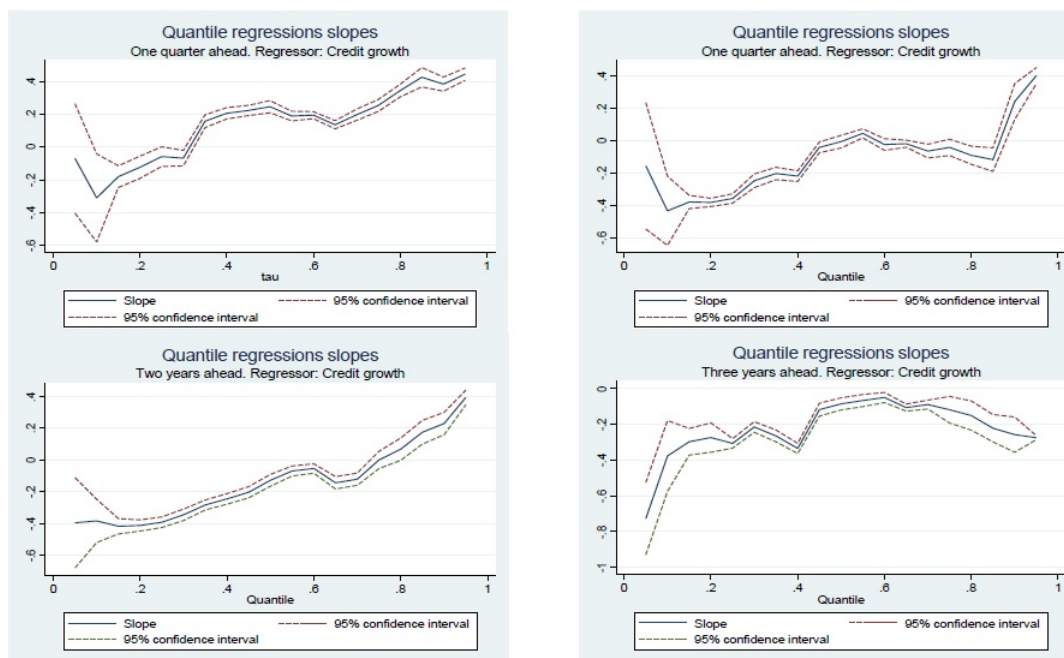 Quantile regressions slopes
One quarter ahead. Regressor: Credit growth
.4
.2
0
-.2
-.4
-.6
0 .2 .4 .6 .8 1
tau
Slope 95% confidence interval
95% confidence interval
Quantile regressions slopes
One quarter ahead. Regressor: Credit growth
.4
.2
0
-.2
-.4
-.6
0 .2 .4 .6 .8 1
Quantile
Slope 95% confidence interval
95% confidence interval
Quantile regressions slopes
Two years ahead. Regressor: Credit growth
.4
.2
0
-.2
-.4
-.6
0 .2 .4 .6 .8 1
Quantile
Slope 95% confidence interval
95% confidence interval
Quantile regressions slopes
Three years ahead. Regressor: Credit growth
0
-.2
-.4
-.6
-.8
-1
0 .2 .4 .6 .8 1
Quantile
Slope 95% confidence interval
95% confidence interval